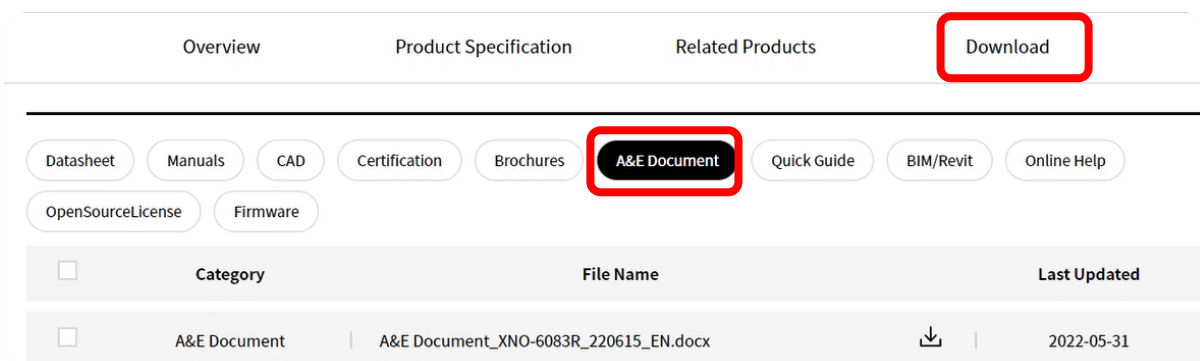 Overview Product Specification Related Products Download
Datasheet Manuals CAD Certification Brochures A&E Document Quick Guide BIM/Revit Online Help
OpenSourceLicense Firmware
Category File Name Last Updated
A&E Document A&E Document_XNO-6083R_220615_EN.docx 2022-05-31